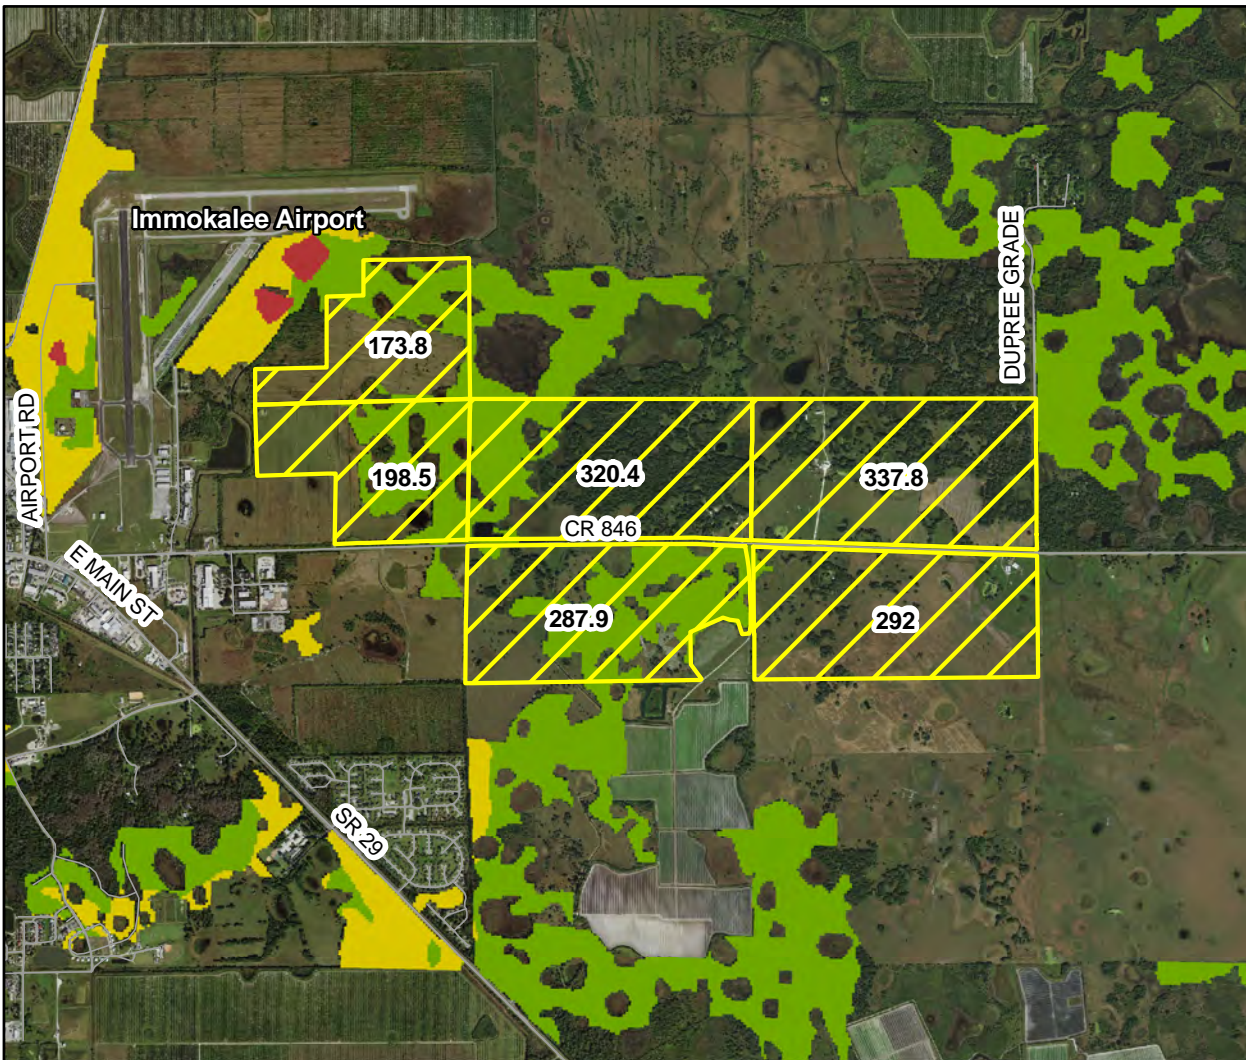 Immokalee Airport
DUPREE GRADE
173.8
AIRPORT RD
198.5
320.4
337.8
CR 846
E MAIN ST
287.9
292
SR 29